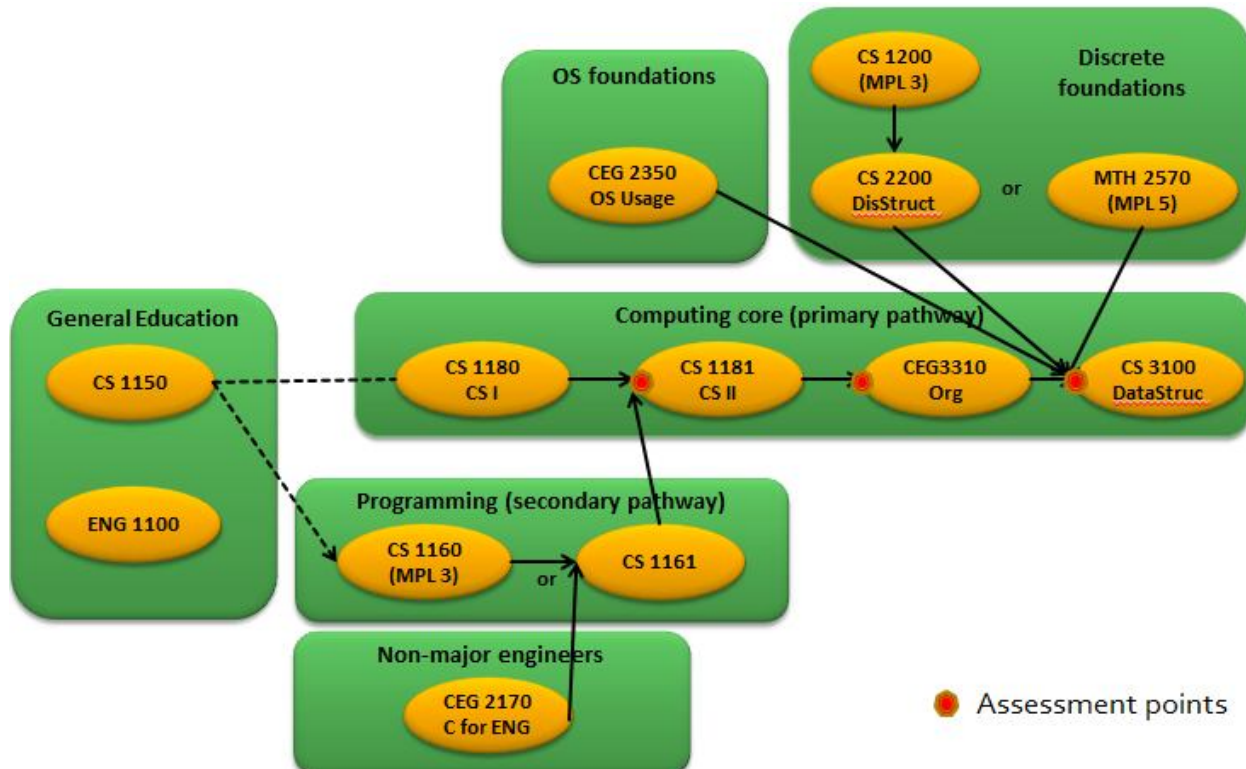 OS foundations
CEG 2350
OS Usage
Discrete
foundations
CS 1200
(MPL 3)
CS 2200
DisStruct
or
MTH 2570
(MPL 5)
General Education
CS 1150
ENG 1100
Computing core (primary pathway)
CS 1180
CS I
CS 1181
CS II
CEG3310
Org
CS 3100
DataStruc
Programming (secondary pathway)
CS 1160
(MPL 3)
or
CS 1161
Non-major engineers
CEG 2170
C for ENG
Assessment points